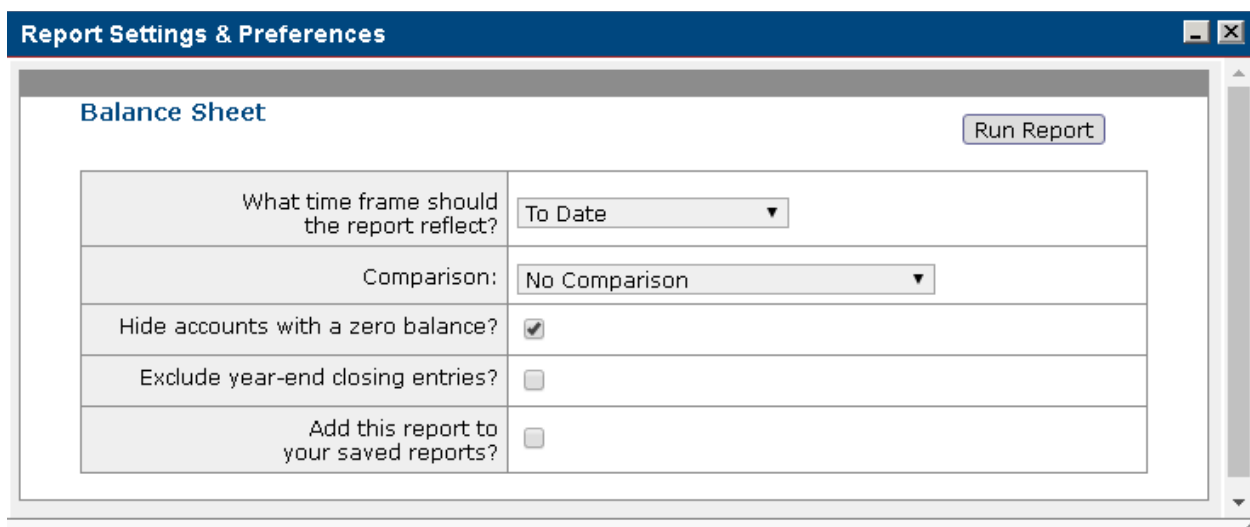 Report Settings & Preferences
Balance Sheet
Run Report
What time frame should
the report reflect?
To Date
Comparison:
No Comparison
Hide accounts with a zero balance?
Exclude year-end closing entries?
Add this report to
your saved reports?